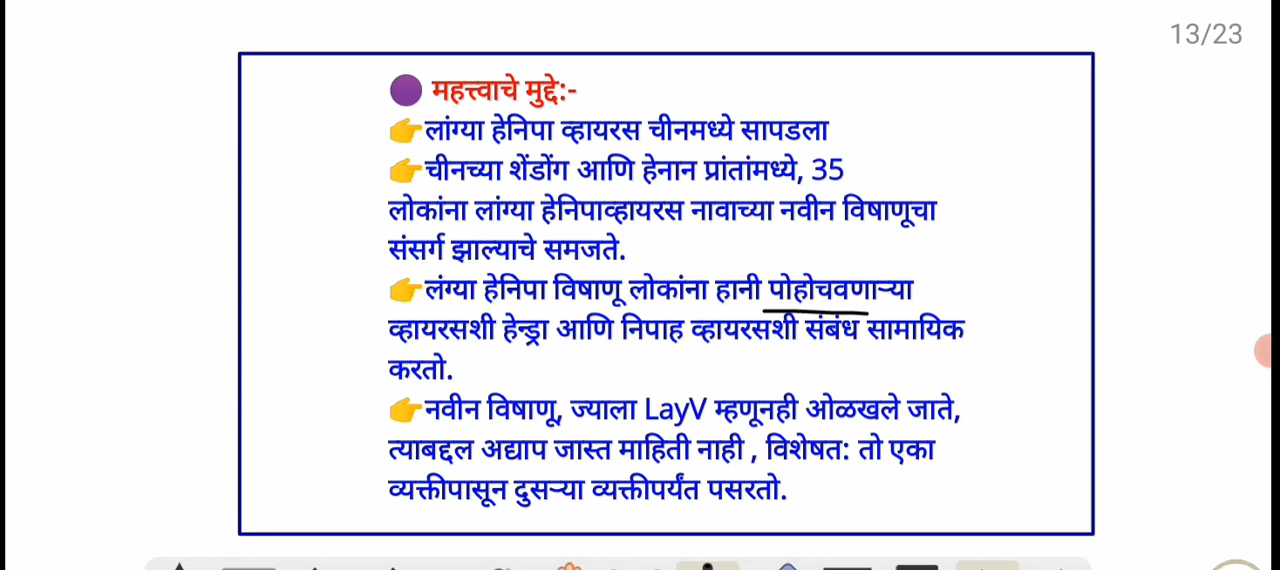 13/23
🟣 महत्त्वाचे मुद्दे:-
👉लांग्या हेनिपा व्हायरस चीनमध्ये सापडला
👉चीनच्या शेंडोंग आणि हेनान प्रांतांमध्ये, 35
लोकांना लांग्या हेनिपाव्हायरस नावाच्या नवीन विषाणूचा
संसर्ग झाल्याचे समजते.
👉लंग्या हेनिपा विषाणू लोकांना हानी पोहोचवणाऱ्या
व्हायरसशी हेन्ड्रा आणि निपाह व्हायरसशी संबंध सामायिक
करतो.
👉नवीन विषाणू, ज्याला LayV म्हणूनही ओळखले जाते,
त्याबद्दल अद्याप जास्त माहिती नाही , विशेषत: तो एका
व्यक्तीपासून दुसऱ्या व्यक्तीपर्यंत पसरतो.